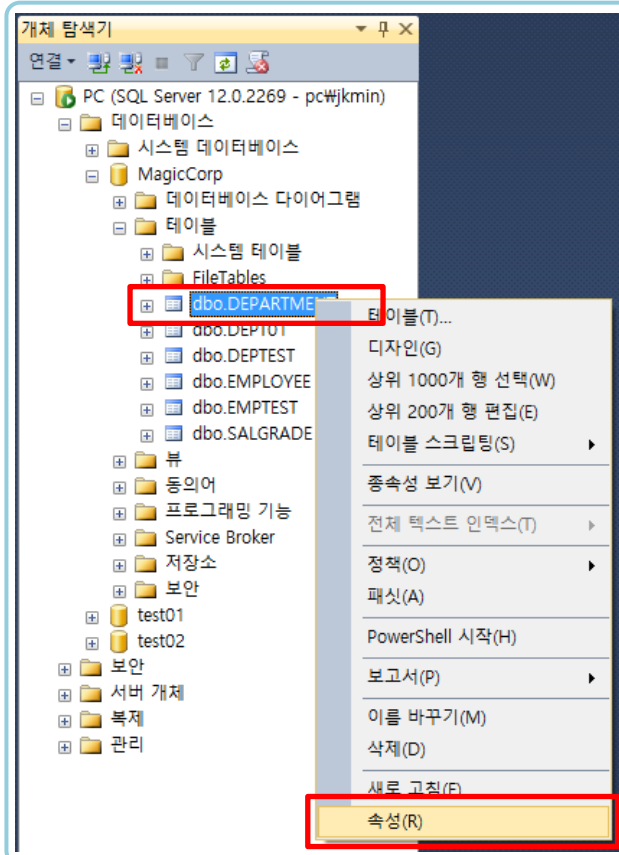 개체 탐색기
연결
PC (SQL Server 12.0.2269 - pc₩jkmin)
데이터베이스
시스템 데이터베이스
MagicCorp
데이터베이스 다이어그램
테이블
시스템 테이블
FileTables
dbo.DEPARTMENT
dbo.DEPT01
dbo.DEPTEST
dbo.EMPLOYEE
dbo.EMPTEST
dbo.SALGRADE
뷰
동의어
프로그래밍 기능
Service Broker
저장소
보안
test01
test02
보안
서버 개체
복제
관리
테이블(T)...
디자인(G)
상위 1000개 행 선택(W)
상위 200개 행 편집(E)
테이블 스크립팅(S)
종속성 보기(V)
전체 텍스트 인덱스(T)
정책(O)
패싯(A)
PowerShell 시작(H)
보고서(P)
이름 바꾸기(M)
삭제(D)
새로 고침(F)
속성(R)